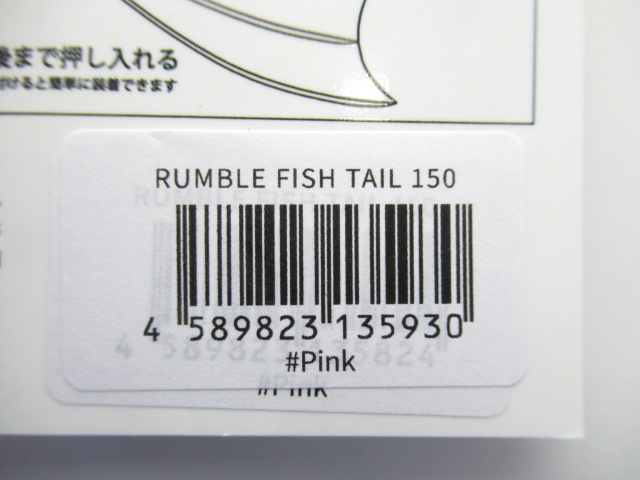 後まで押し入れる
付けると簡単に装着できます
RUMBLE FISH TAIL 150
4 589823 135930
#Pink
#Pink